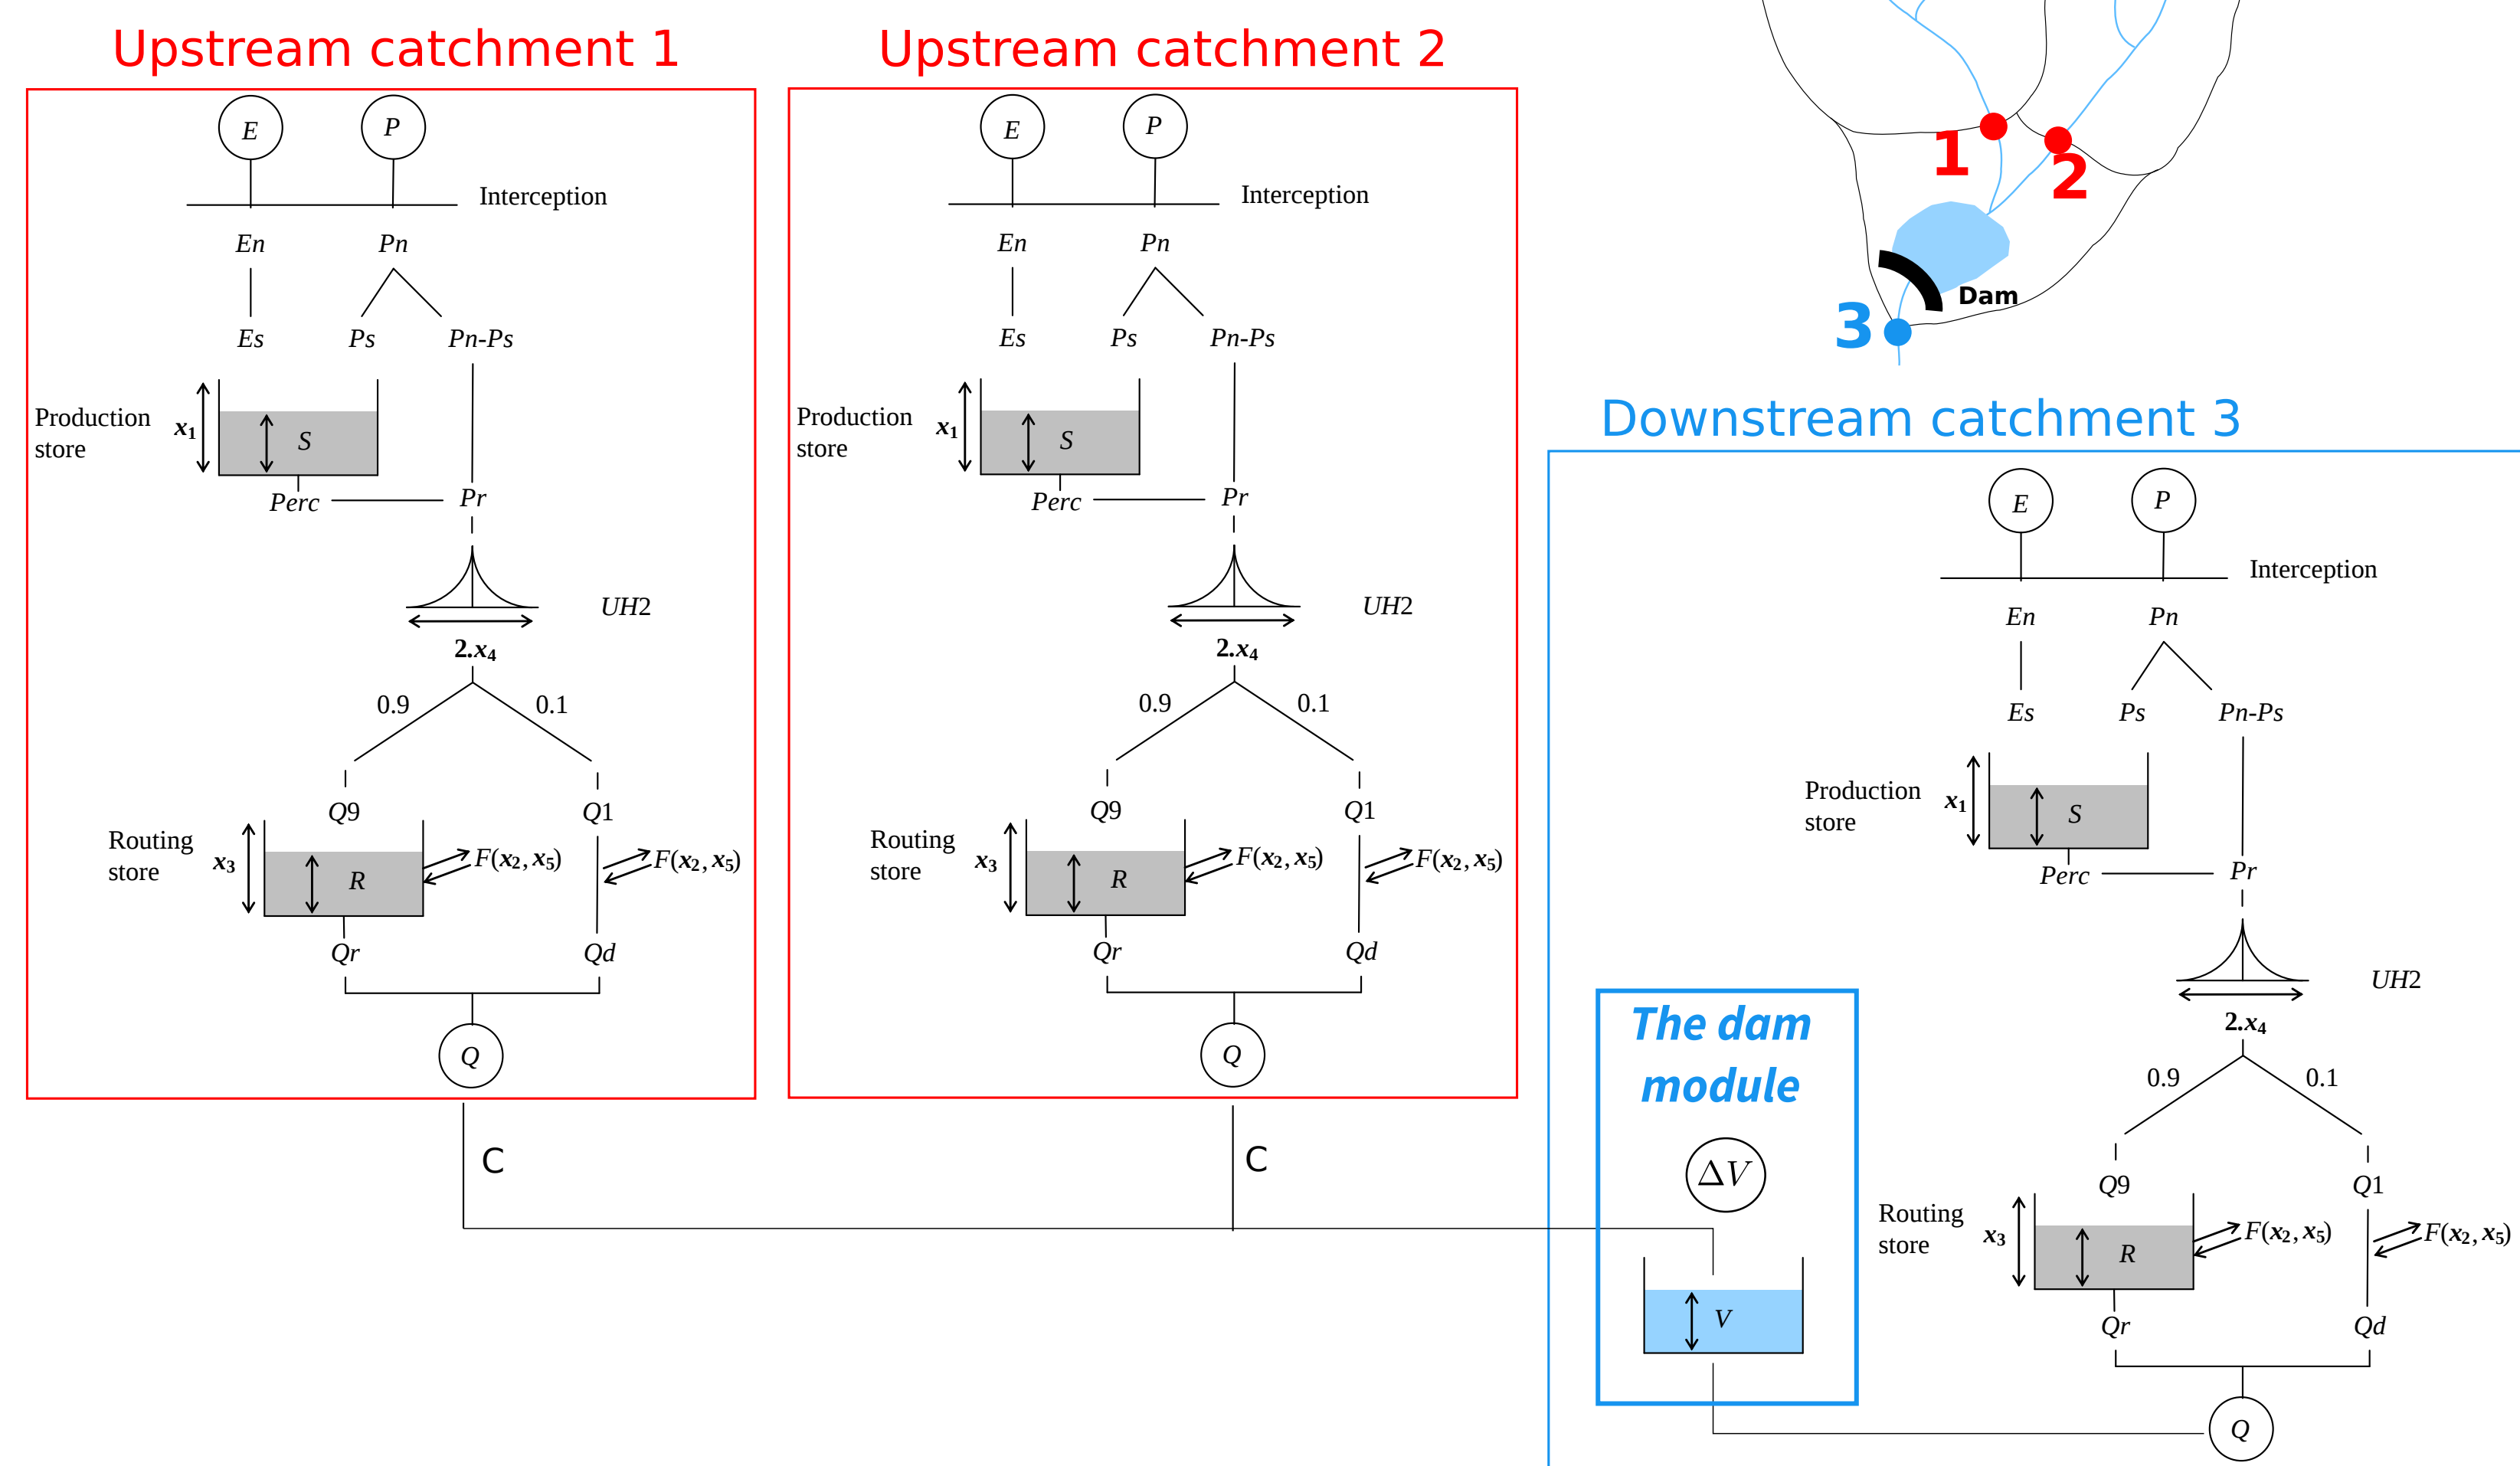 Upstream catchment 1
E
P
Interception
En
Pn
Es
Ps
Pn-Ps
Production
store
x1
S
Perc
Pr
UH2
2.x4
0.9
0.1
Q9
Q1
Routing
store
x3
R
F(x2, x5)
F(x2, x5)
Qr
Qd
Q
C
Upstream catchment 2
E
P
Interception
En
Pn
Es
Ps
Pn-Ps
Production
store
x1
S
Perc
Pr
UH2
2.x4
0.9
0.1
Q9
Q1
Routing
store
x3
R
F(x2, x5)
F(x2, x5)
Qr
Qd
Q
C
1
2
Dam
3
Downstream catchment 3
E
P
Interception
En
Pn
Es
Ps
Pn-Ps
Production
store
x1
S
Perc
Pr
UH2
2.x4
0.9
0.1
Q9
Q1
Routing
store
x3
R
F(x2, x5)
F(x2, x5)
Qr
Qd
Q
The dam
module
ΔV
V